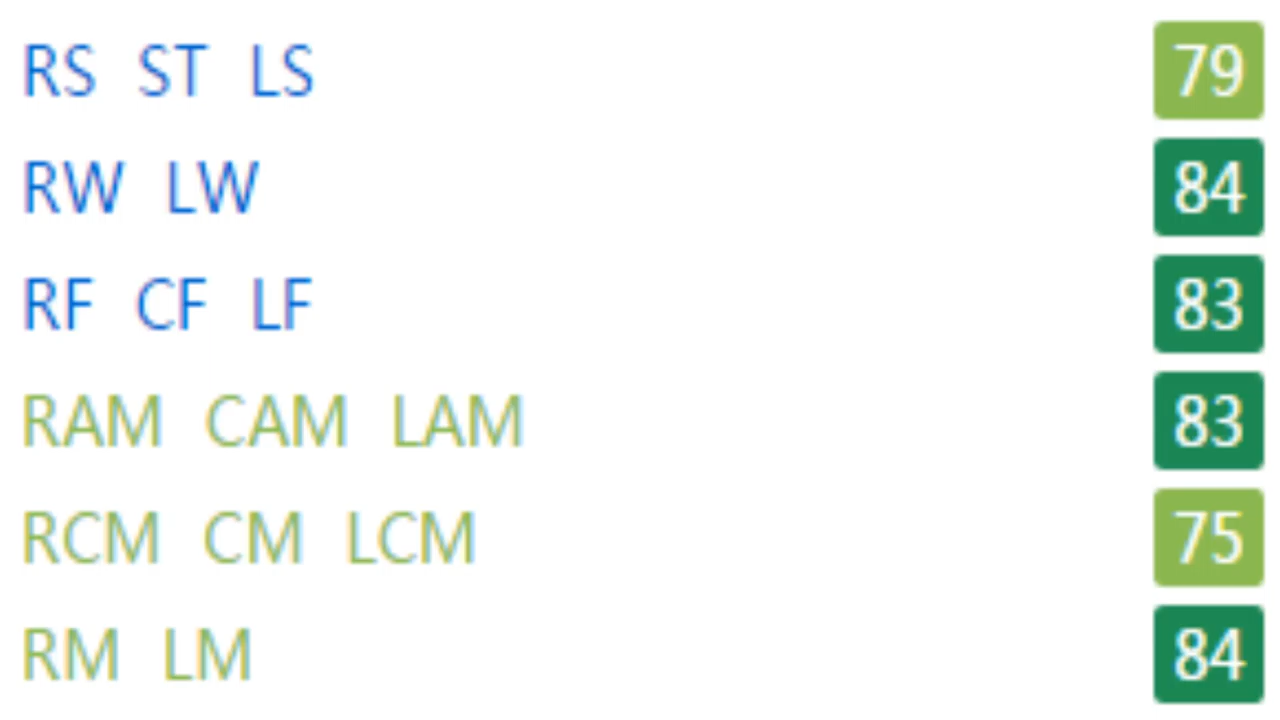 RS ST LS 79
RW LW 84
RF CF LF 83
RAM CAM LAM 83
RCM CM LCM 75
RM LM 84